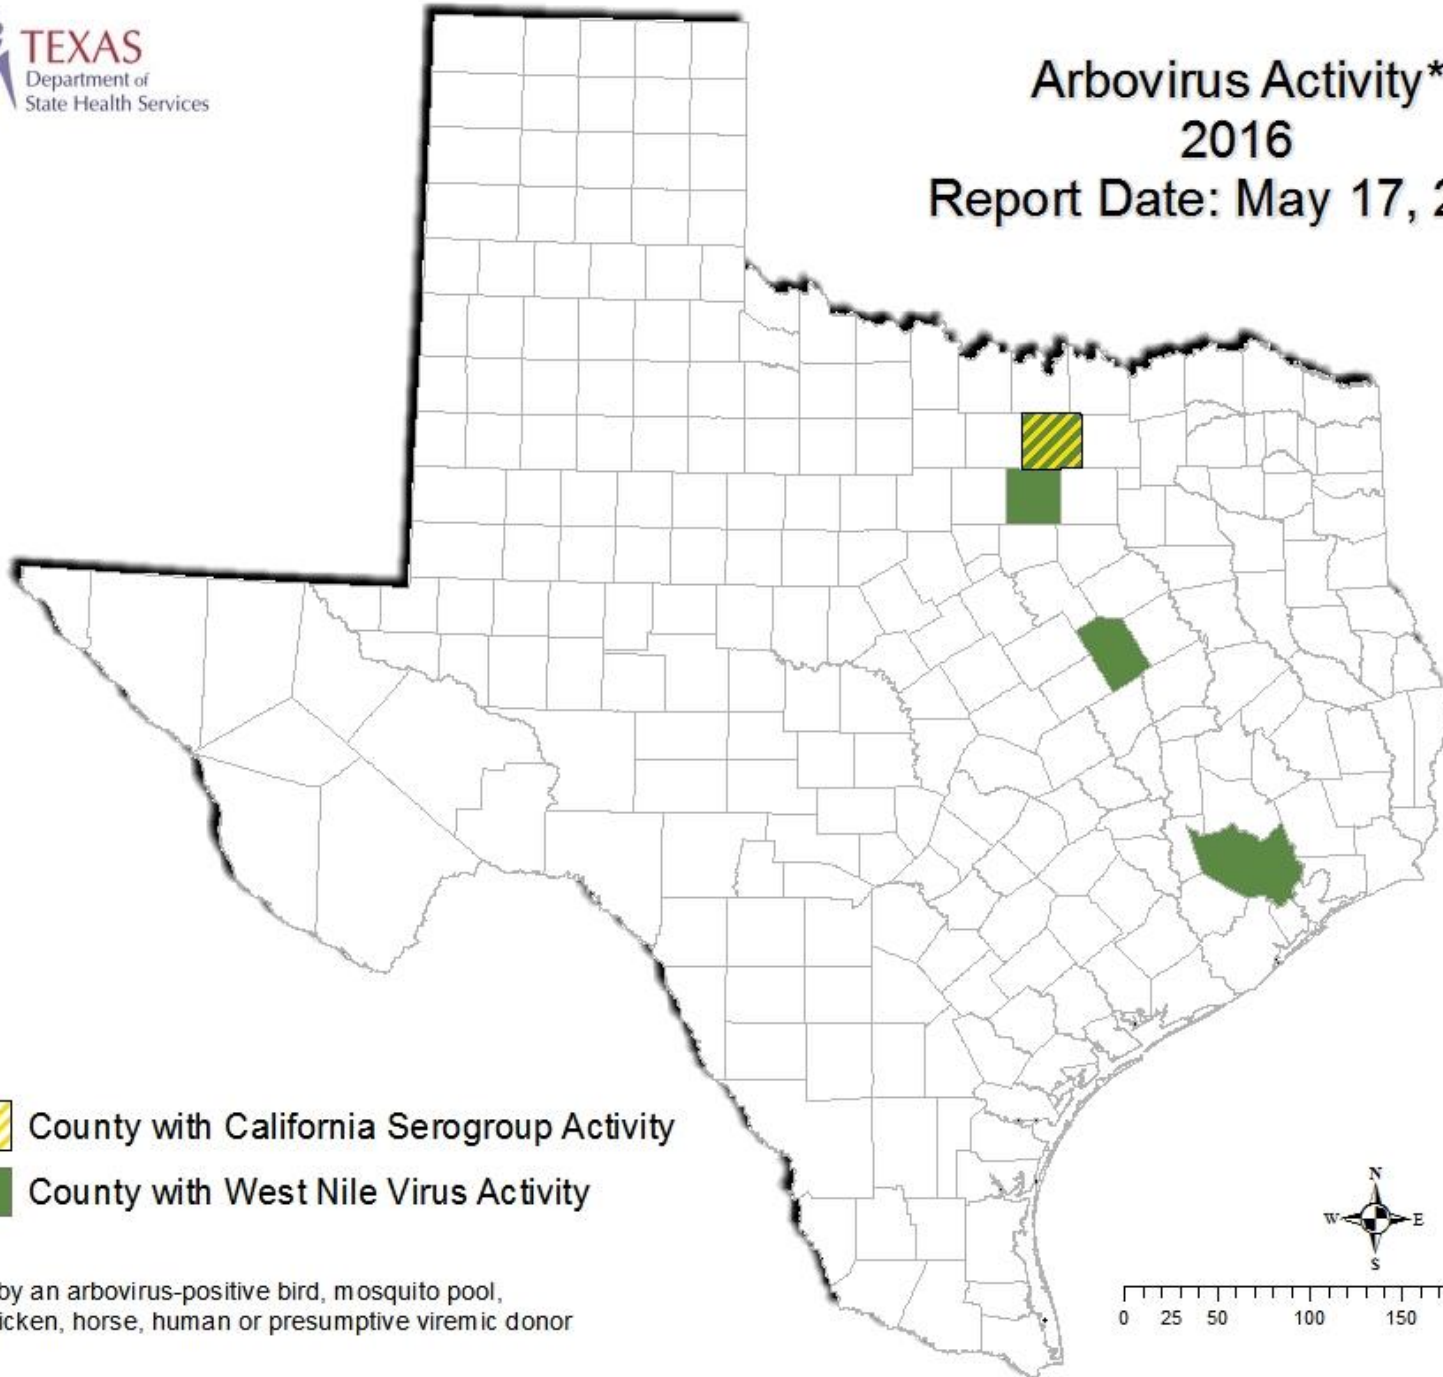 TEXAS
Department of
State Health Services
Arbovirus Activity*
2016
Report Date: May 17, 2
County with California Serogroup Activity
County with West Nile Virus Activity
by an arbovirus-positive bird, mosquito pool,
icken, horse, human or presumptive viremic donor
N
W E
S
0 25 50 100 150